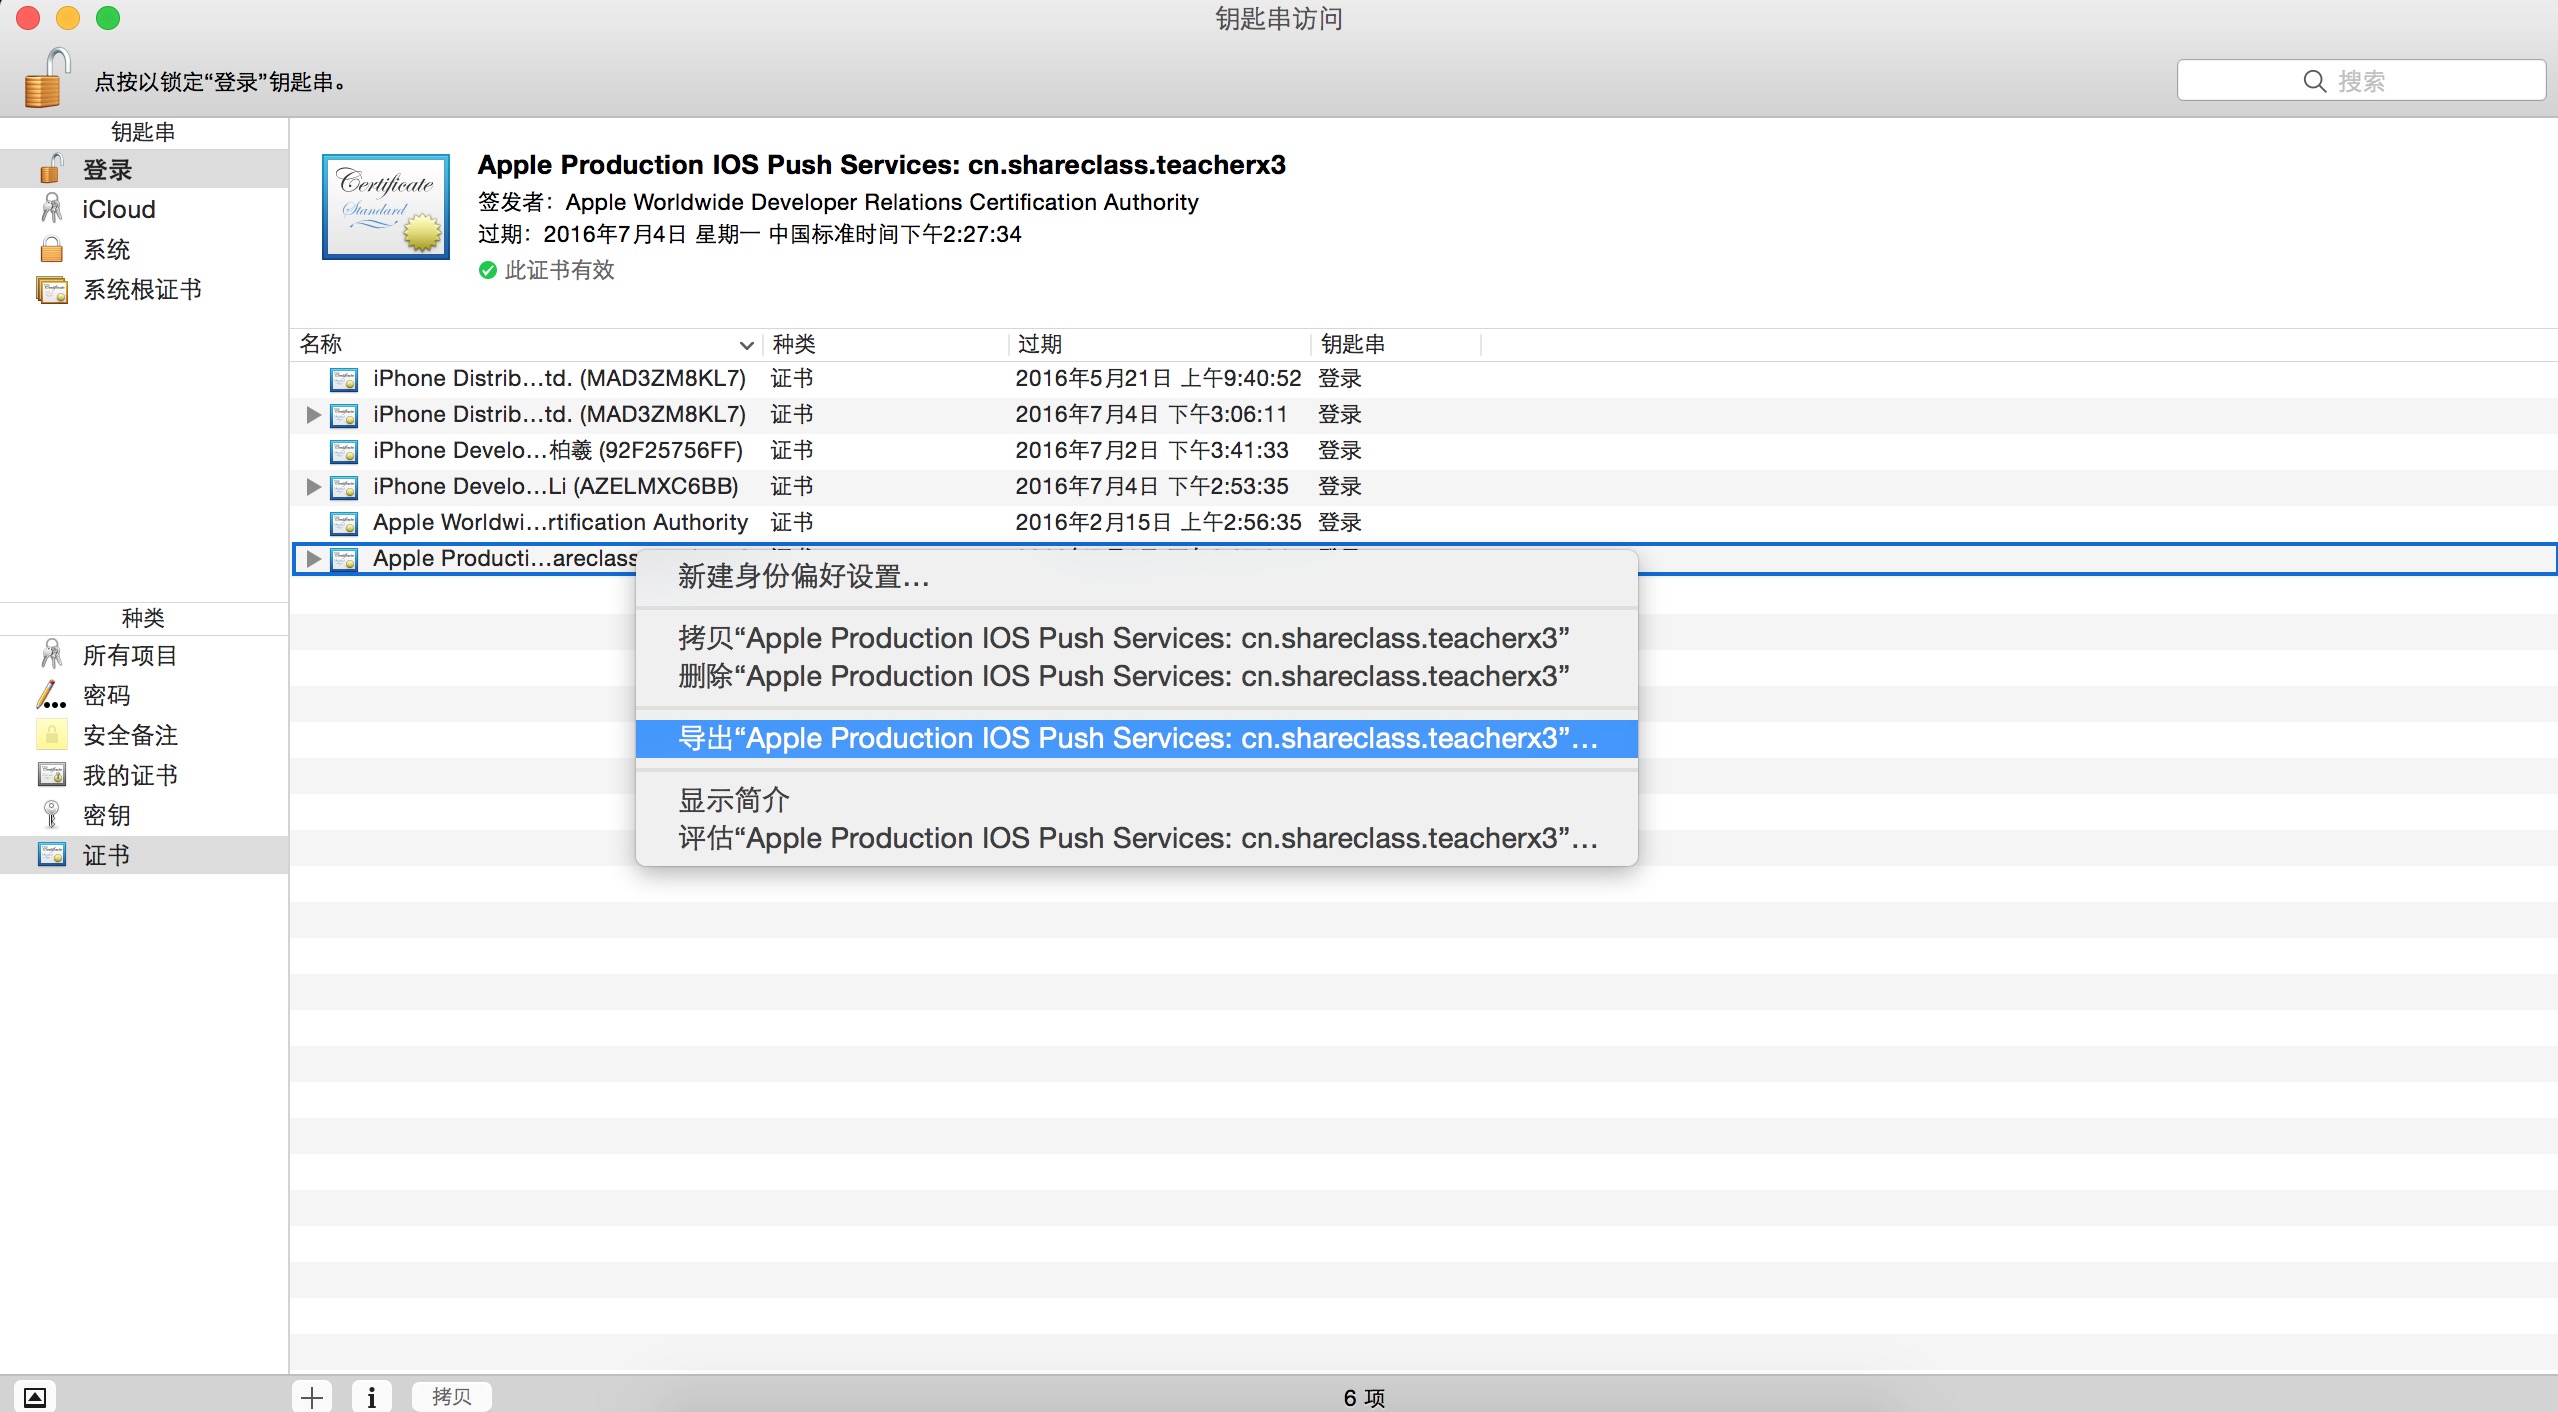 钥匙串访问
点按以锁定“登录”钥匙串。
搜索
钥匙串
登录
iCloud
系统
系统根证书
Apple Production IOS Push Services: cn.shareclass.teacherx3
签发者：Apple Worldwide Developer Relations Certification Authority
过期：2016年7月4日 星期一 中国标准时间下午2:27:34
此证书有效
名称 种类 过期 钥匙串
iPhone Distrib...td. (MAD3ZM8KL7) 证书 2016年5月21日 上午9:40:52 登录
iPhone Distrib...td. (MAD3ZM8KL7) 证书 2016年7月4日 下午3:06:11 登录
iPhone Develo...柏羲 (92F25756FF) 证书 2016年7月2日 下午3:41:33 登录
iPhone Develo...Li (AZELMXC6BB) 证书 2016年7月4日 下午2:53:35 登录
Apple Worldwi...rtification Authority 证书 2016年2月15日 上午2:56:35 登录
Apple Producti...areclass
新建身份偏好设置...
拷贝“Apple Production IOS Push Services: cn.shareclass.teacherx3”
删除“Apple Production IOS Push Services: cn.shareclass.teacherx3”
导出“Apple Production IOS Push Services: cn.shareclass.teacherx3”...
显示简介
评估“Apple Production IOS Push Services: cn.shareclass.teacherx3”...
种类
所有项目
密码
安全备注
我的证书
密钥
证书
拷贝
6 项